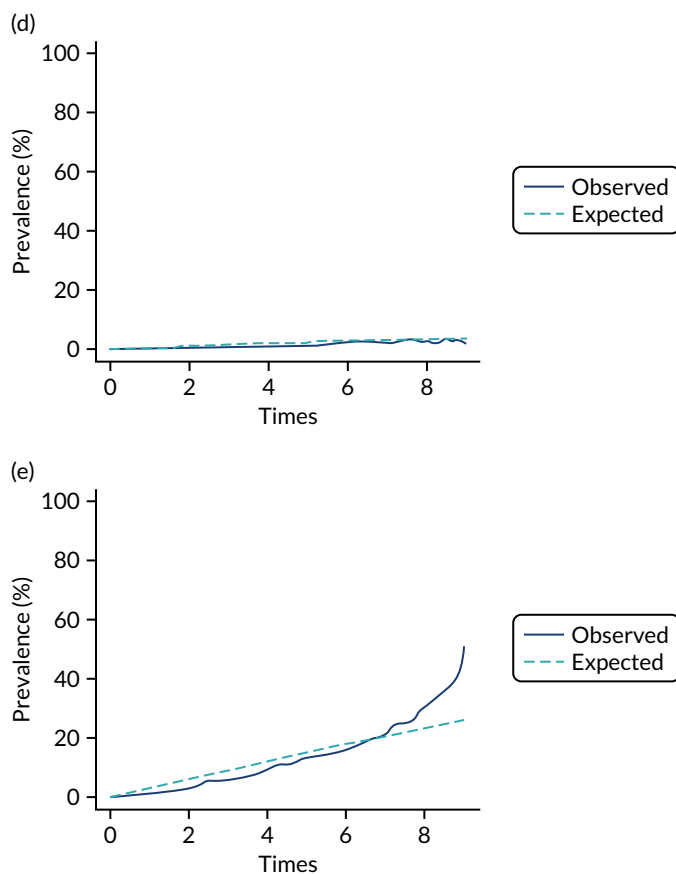 (d)
100
80
60
40
20
0
Prevalence (%)
0 2 4 6 8
Times
Observed
Expected
(e)
100
80
60
40
20
0
Prevalence (%)
0 2 4 6 8
Times
Observed
Expected